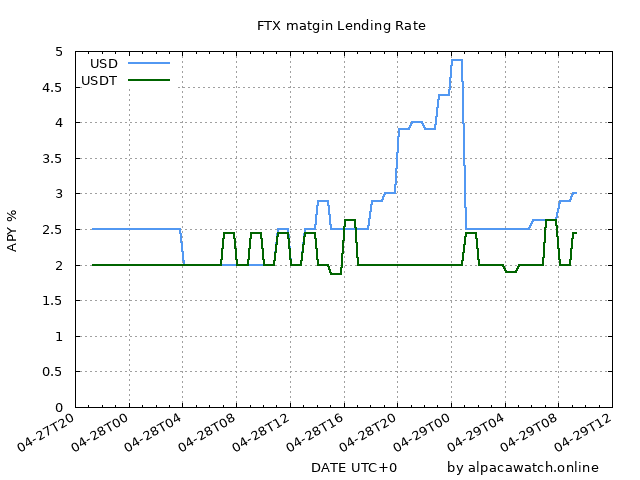 FTX matgin Lending Rate
USD
USDT
5
4.5
4
3.5
3
2.5
2
1.5
1
0.5
0
APY %
04-27T20
04-28T00
04-28T04
04-28T08
04-28T12
04-28T16
04-28T20
04-29T00
04-29T04
04-29T08
04-29T12
DATE UTC+0
by alpacawatch.online